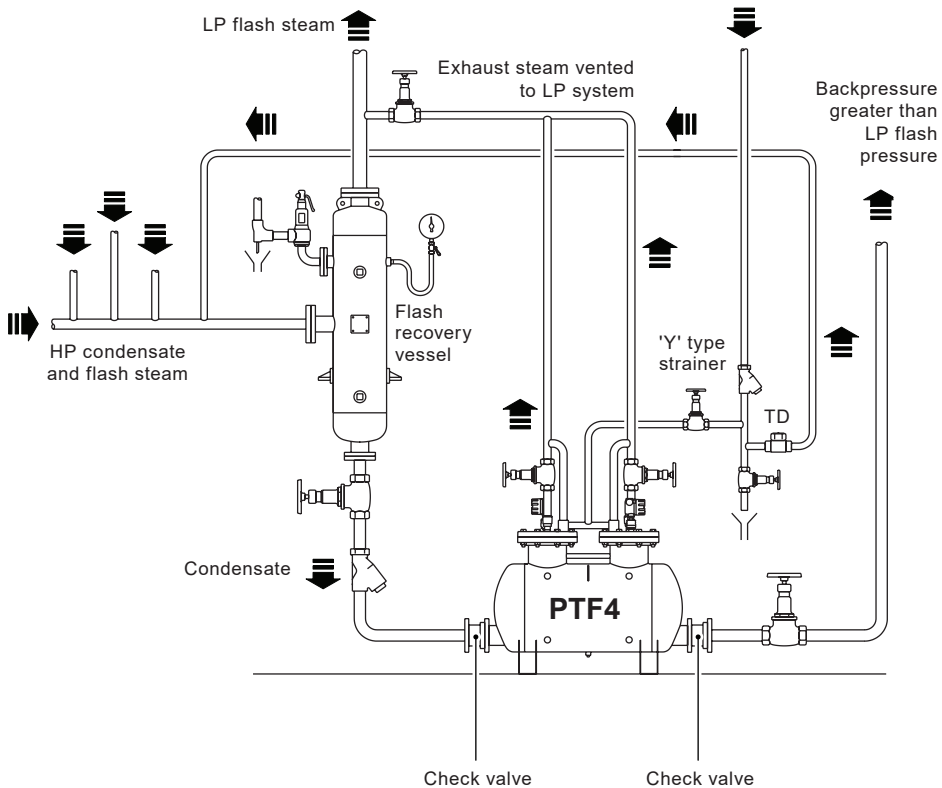 LP flash steam
Exhaust steam vented
to LP system
Backpressure
greater than
LP flash
pressure
HP condensate
and flash steam
Flash
recovery
vessel
'Y' type
strainer
TD
Condensate
PTF4
Check valve
Check valve